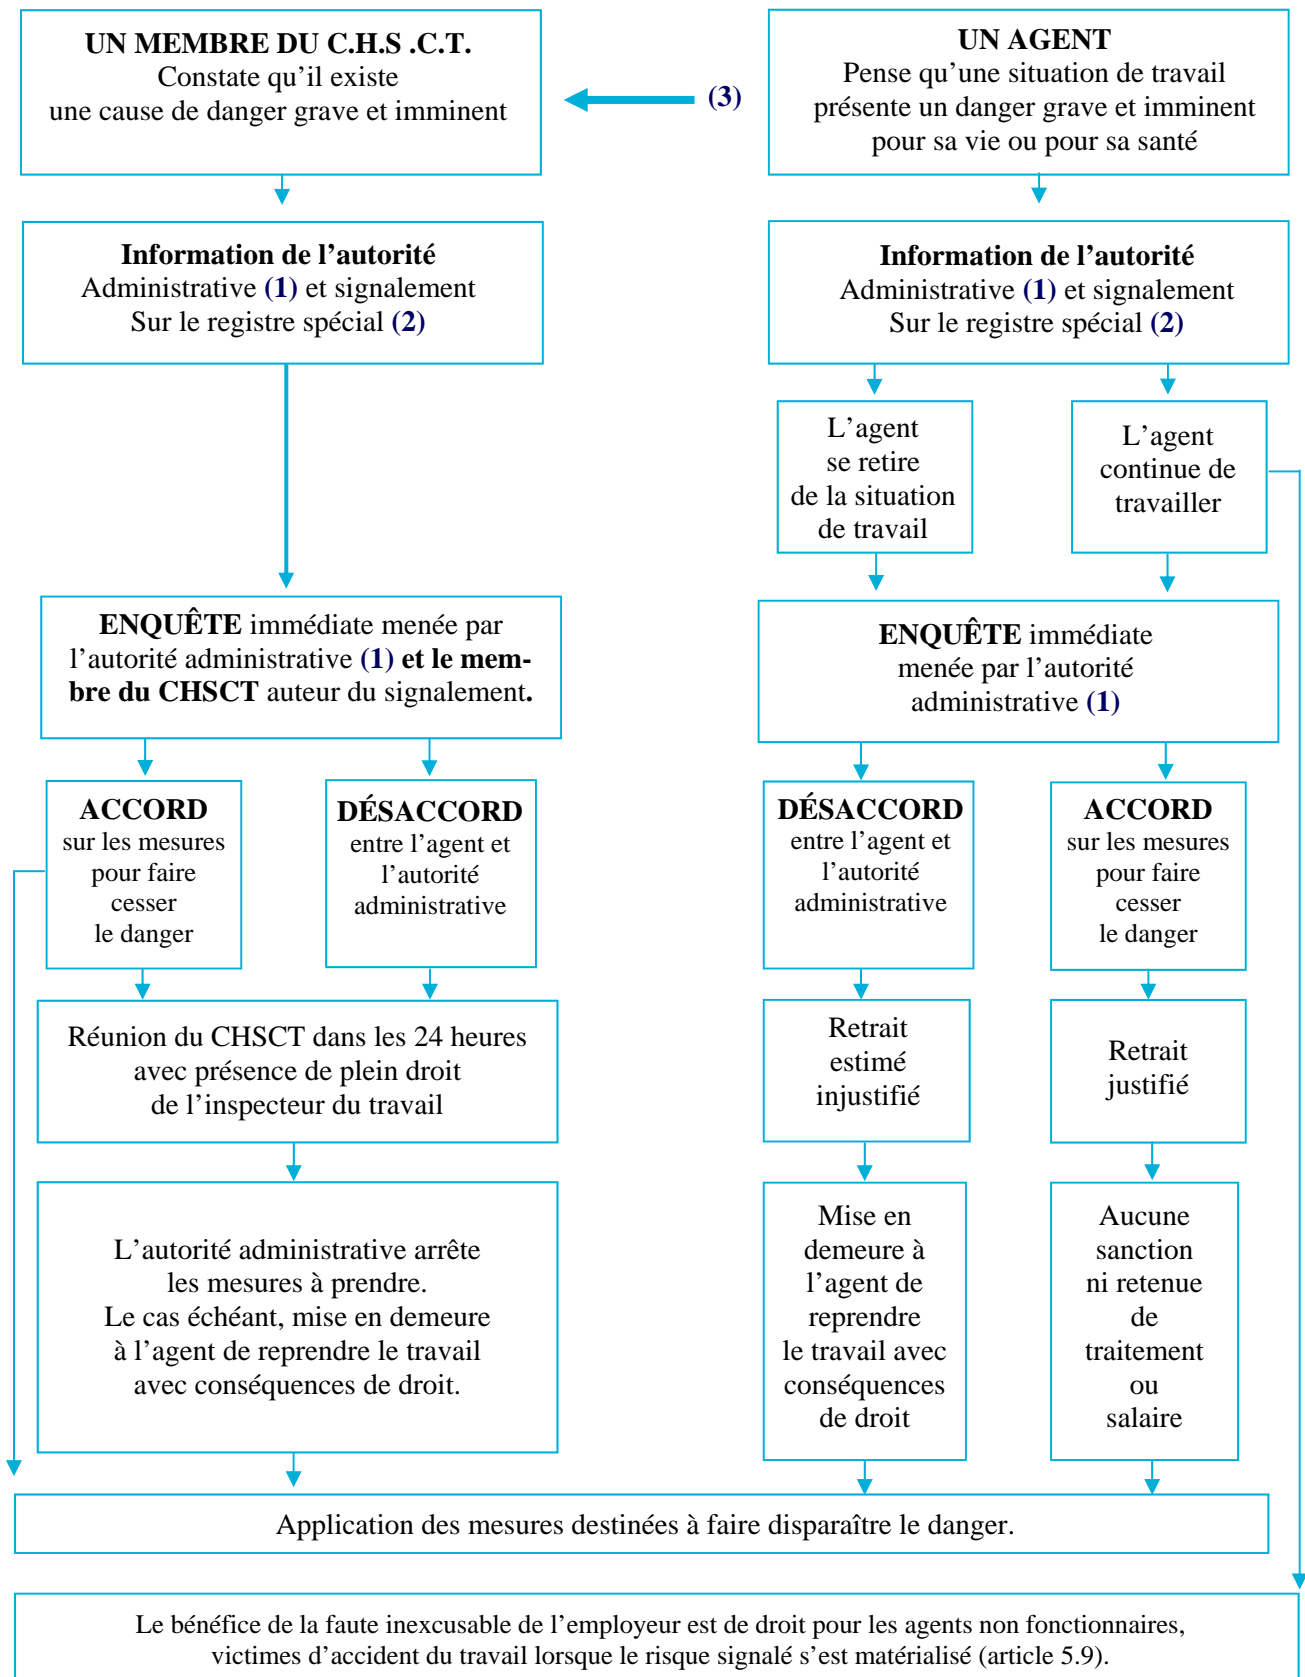 UN MEMBRE DU C.H.S .C.T.
Constate qu’il existe
une cause de danger grave et imminent
(3)
UN AGENT
Pense qu’une situation de travail
présente un danger grave et imminent
pour sa vie ou pour sa santé
Information de l’autorité
Administrative (1) et signalement
Sur le registre spécial (2)
Information de l’autorité
Administrative (1) et signalement
Sur le registre spécial (2)
L’agent
se retire
de la situation
de travail
L’agent
continue de
travailler
ENQUÊTE immédiate menée par
l’autorité administrative (1) et le mem-
bre du CHSCT auteur du signalement.
ENQUÊTE immédiate
menée par l’autorité
administrative (1)
ACCORD
sur les mesures
pour faire
cesser
le danger
DÉSACCORD
entre l’agent et
l’autorité
administrative
DÉSACCORD
entre l’agent et
l’autorité
administrative
ACCORD
sur les mesures
pour faire
cesser
le danger
Réunion du CHSCT dans les 24 heures
avec présence de plein droit
de l’inspecteur du travail
Retrait
estimé
injustifié
Retrait
justifié
L’autorité administrative arrête
les mesures à prendre.
Le cas échéant, mise en demeure
à l’agent de reprendre le travail
avec conséquences de droit.
Mise en
demeure à
l’agent de
reprendre
le travail avec
conséquences
de droit
Aucune
sanction
ni retenue
de
traitement
ou
salaire
Application des mesures destinées à faire disparaître le danger.
Le bénéfice de la faute inexcusable de l’employeur est de droit pour les agents non fonctionnaires,
victimes d’accident du travail lorsque le risque signalé s’est matérialisé (article 5.9).